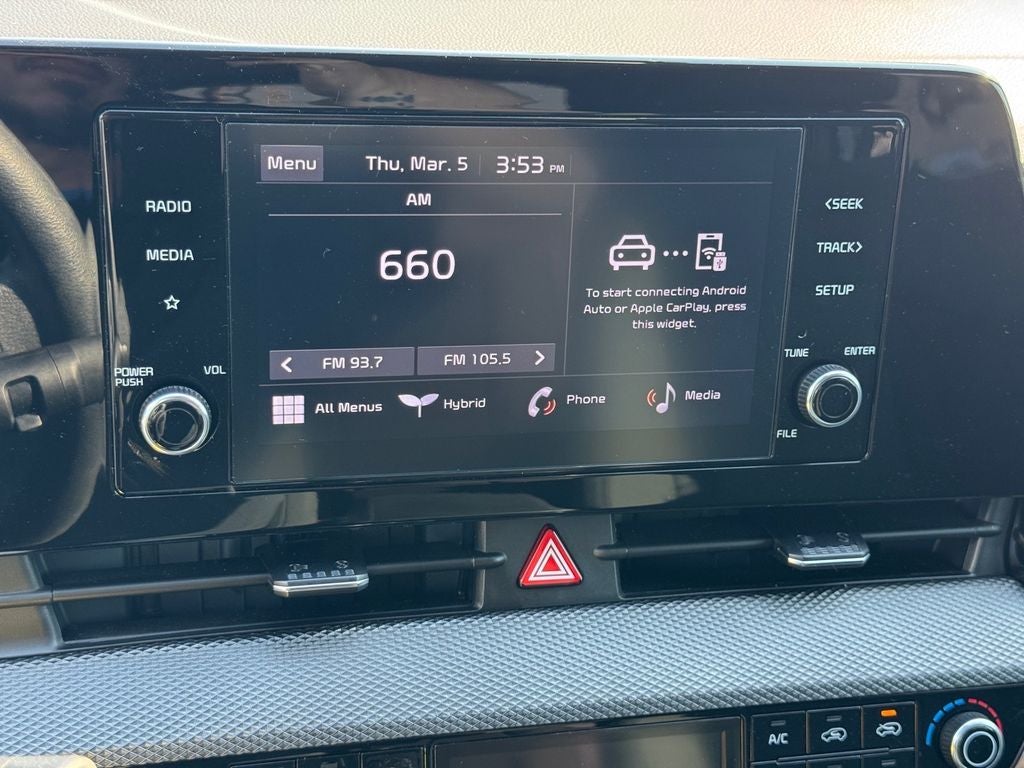 Menu Thu, Mar. 5 3:53 PM
AM
660
To start connecting Android
Auto or Apple CarPlay, press
this widget.
< FM 93.7 FM 105.5 >
All Menus Hybrid Phone Media
RADIO
MEDIA
POWER
PUSH
VOL
<SEEK
TRACK>
SETUP
TUNE ENTER
FILE
A/C